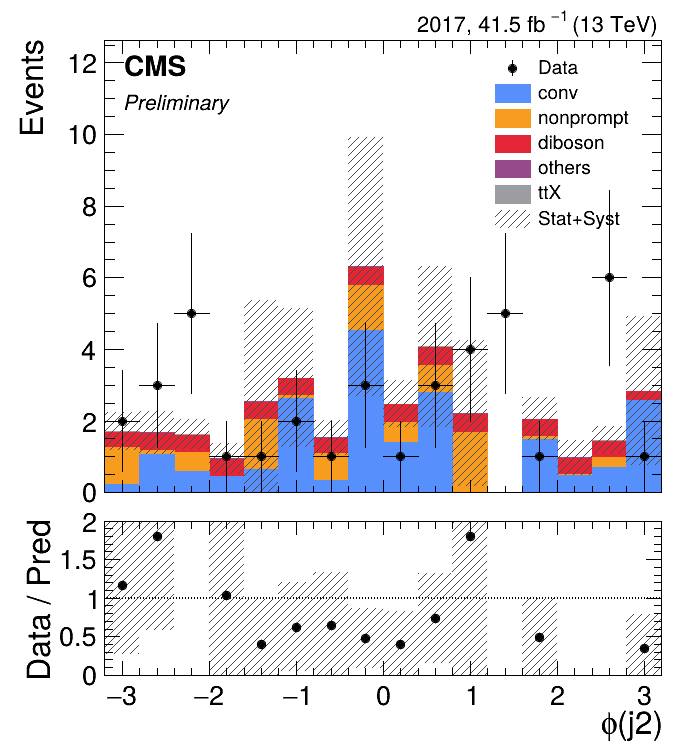 2017, 41.5 fb⁻¹ (13 TeV)
Events
CMS
Preliminary
Data
conv
nonprompt
diboson
others
ttX
Stat+Syst
12
10
8
6
4
2
0
Data / Pred
2
1.5
1
0.5
0
−3 −2 −1 0 1 2 3
ϕ(j2)